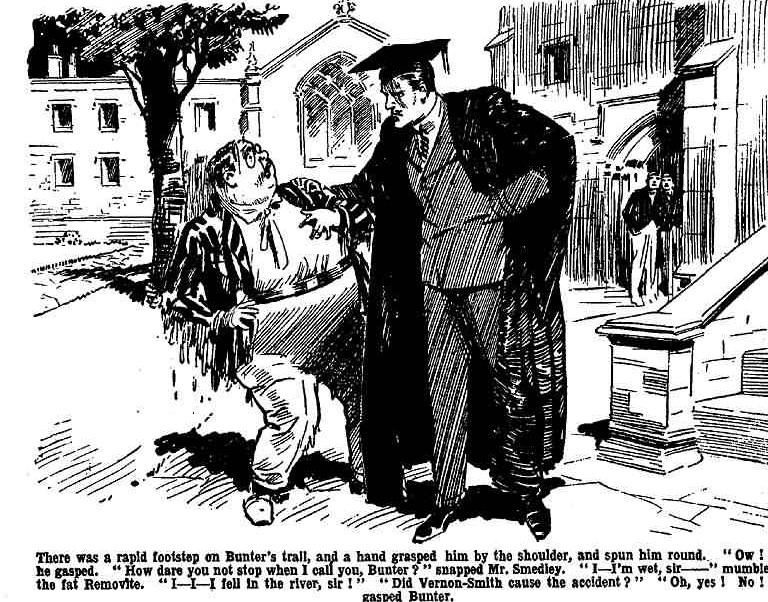 There was a rapid footstep on Bunter's trail, and a hand grasped him by the shoulder, and spun him round. "Ow!
he gasped. "How dare you not stop when I call you, Bunter?" snapped Mr. Smedley. "I—I'm wet, sir——" mumble
the fat Removite. "I—I—I fell in the river, sir!" "Did Vernon-Smith cause the accident?" "Oh, yes! No!
gasped Bunter.